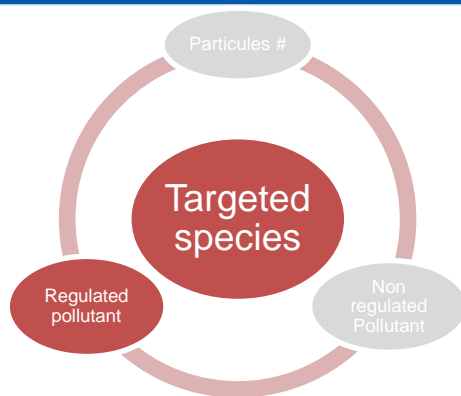 Particules #
Targeted
species
Regulated
pollutant
Non
regulated
Pollutant